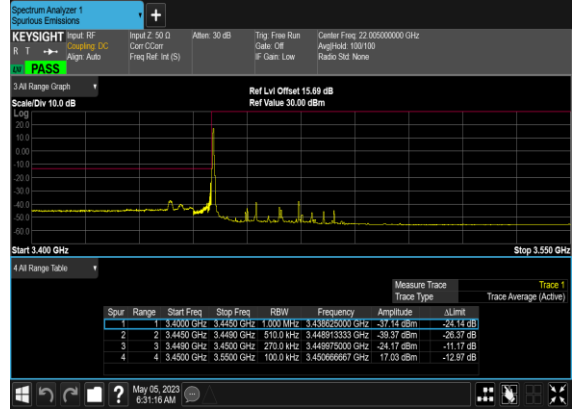 Spectrum Analyzer 1
Spurious Emissions
+
KEYSIGHT Input: RF Input Z: 50 Ω Atten: 30 dB Trig: Free Run Center Freq: 22.005000000 GHz
R T Coupling: DC Corr CCorr Gate: Off Avg|Hold: 100/100
Align: Auto Freq Ref: Int (S) IF Gain: Low Radio Std: None
PASS
3 All Range Graph
Ref Lvl Offset 15.69 dB
Scale/Div 10.0 dB Ref Value 30.00 dBm
Log
20.0
10.0
0.00
-10.0
-20.0
-30.0
-40.0
-50.0
-60.0
Start 3.400 GHz Stop 3.550 GHz
4 All Range Table
Measure Trace Trace 1
Trace Type Trace Average (Active)
Spur Range Start Freq Stop Freq RBW Frequency Amplitude ΔLimit
1 1 3.4000 GHz 3.4450 GHz 1.000 MHz 3.438625000 GHz -37.14 dBm -24.14 dB
2 2 3.4450 GHz 3.4490 GHz 510.0 kHz 3.448913333 GHz -39.37 dBm -26.37 dB
3 3 3.4490 GHz 3.4500 GHz 270.0 kHz 3.449975000 GHz -24.17 dBm -11.17 dB
4 4 3.4500 GHz 3.5500 GHz 100.0 kHz 3.450666667 GHz 17.03 dBm -12.97 dB
? May 05, 2023
6:31:16 AM